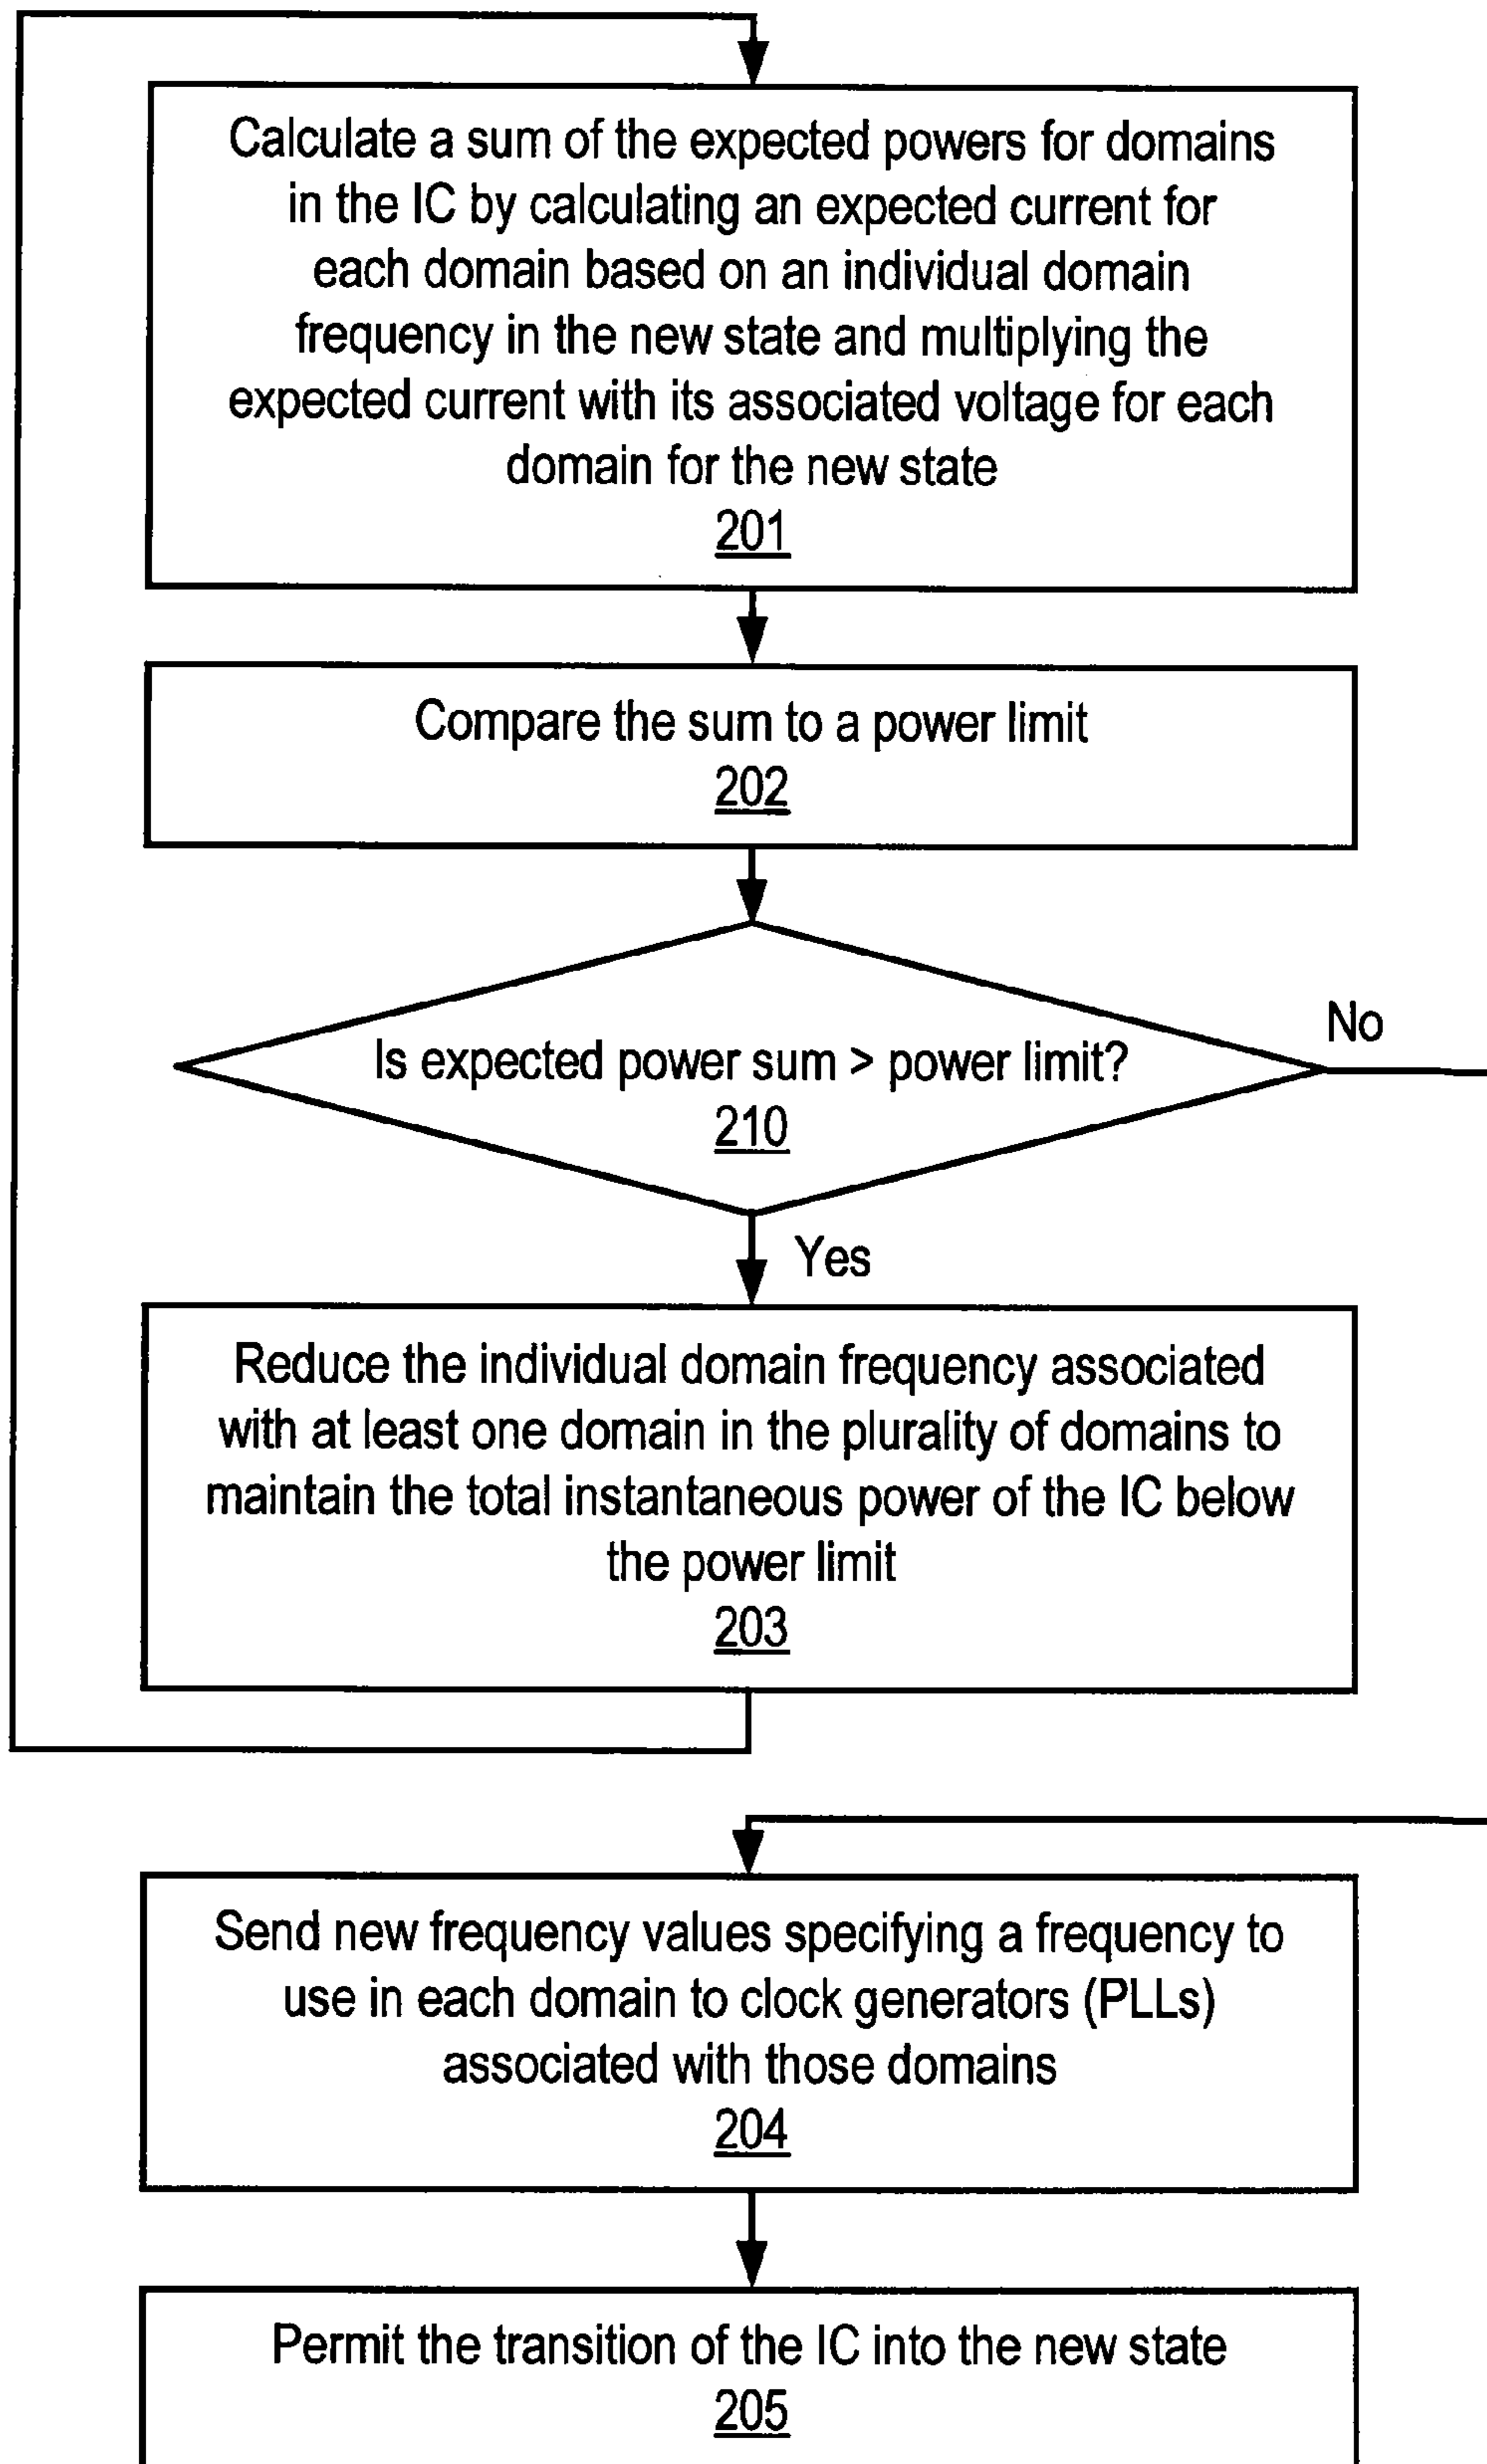 Calculate a sum of the expected powers for domains
in the IC by calculating an expected current for
each domain based on an individual domain
frequency in the new state and multiplying the
expected current with its associated voltage for each
domain for the new state
201
Compare the sum to a power limit
202
Is expected power sum > power limit?
210
No
Yes
Reduce the individual domain frequency associated
with at least one domain in the plurality of domains to
maintain the total instantaneous power of the IC below
the power limit
203
Send new frequency values specifying a frequency to
use in each domain to clock generators (PLLs)
associated with those domains
204
Permit the transition of the IC into the new state
205